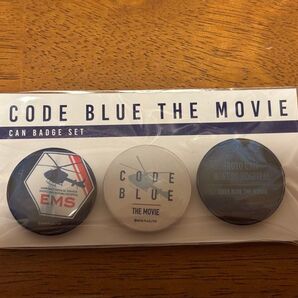 CODE BLUE THE MOVIE
CAN BADGE SET
EMS
CODE
BLUE
THE MOVIE
CODE BLUE THE MOVIE